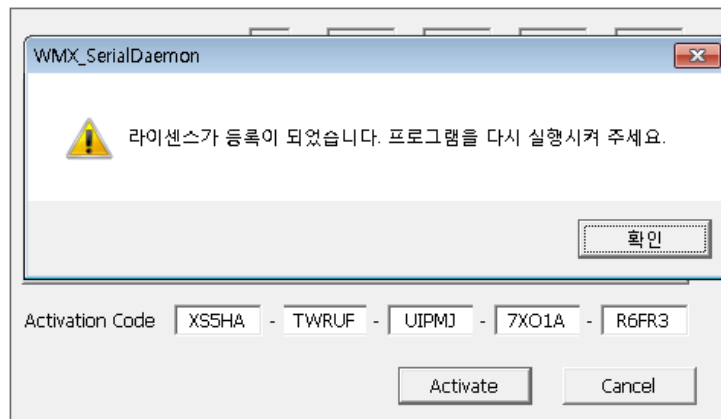 WMX_SerialDaemon
라이센스가 등록이 되었습니다. 프로그램을 다시 실행시켜 주세요.
확인
Activation Code XS5HA - TWRUF - UIPMJ - 7XO1A - R6FR3
Activate Cancel